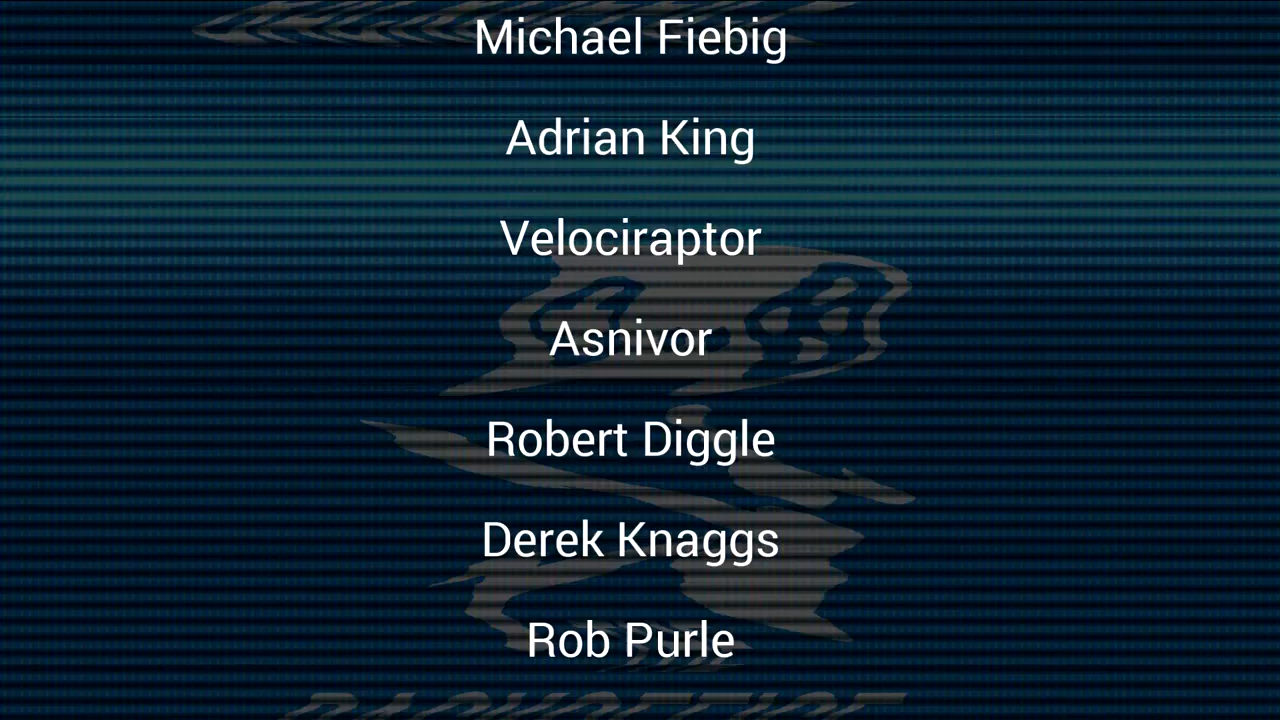 Michael Fiebig
Adrian King
Velociraptor
Asnivor
Robert Diggle
Derek Knaggs
Rob Purle